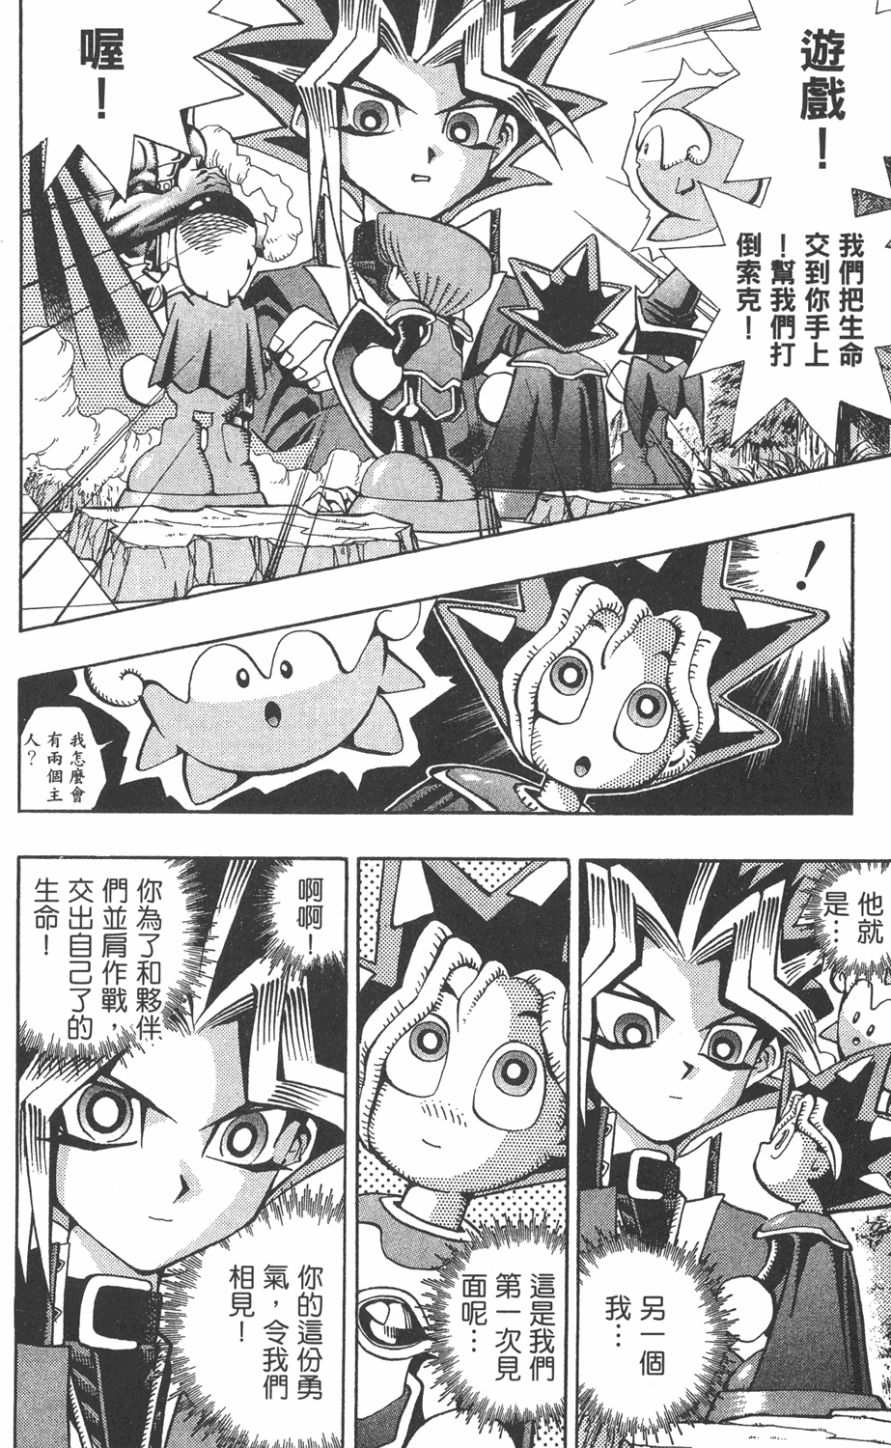 遊戲！
我們把生命
交到你手上
！幫我們打
倒索克！
喔！
！
我怎麼會
有兩個主
人？
他就
是…
另一個
我…
這是我們
第一次見
面呢…
啊啊！
你為了和夥伴
們並肩作戰，
交出自己了的
生命！
你的這份勇
氣，令我們
相見！